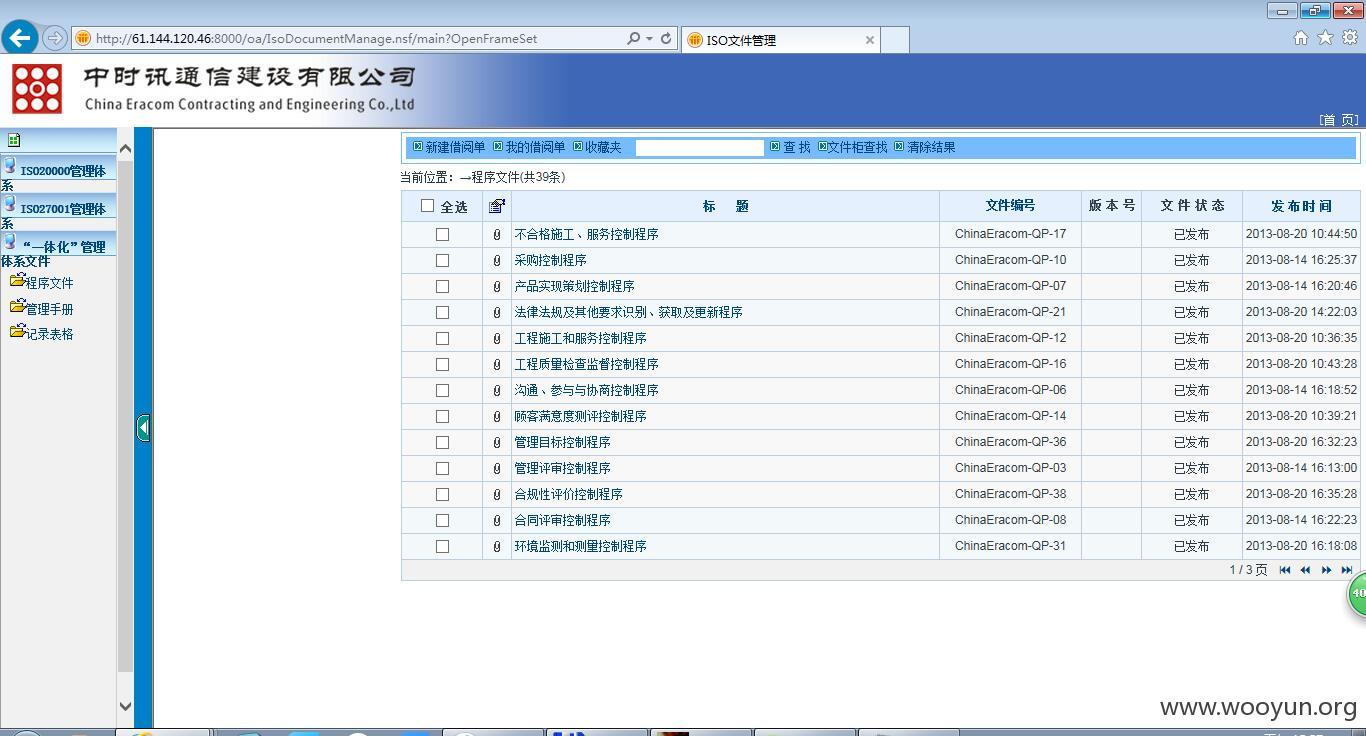 http://61.144.120.46:8000/oa/IsoDocumentManage.nsf/main?OpenFrameSet
ISO文件管理
中时讯通信建设有限公司
China Eracom Contracting and Engineering Co.,Ltd
[首 页]
ISO20000管理体系
ISO27001管理体系
“一体化”管理体系文件
程序文件
管理手册
记录表格
新建借阅单 我的借阅单 收藏夹 查 找 文件柜查找 清除结果
当前位置：→程序文件(共39条)
全选 标 题 文件编号 版 本 号 文 件 状 态 发 布 时 间
不合格施工、服务控制程序 ChinaEracom-QP-17 已发布 2013-08-20 10:44:50
采购控制程序 ChinaEracom-QP-10 已发布 2013-08-14 16:25:37
产品实现策划控制程序 ChinaEracom-QP-07 已发布 2013-08-14 16:20:46
法律法规及其他要求识别、获取及更新程序 ChinaEracom-QP-21 已发布 2013-08-20 14:22:03
工程施工和服务控制程序 ChinaEracom-QP-12 已发布 2013-08-20 10:36:35
工程质量检查监督控制程序 ChinaEracom-QP-16 已发布 2013-08-20 10:43:28
沟通、参与与协商控制程序 ChinaEracom-QP-06 已发布 2013-08-14 16:18:52
顾客满意度测评控制程序 ChinaEracom-QP-14 已发布 2013-08-20 10:39:21
管理目标控制程序 ChinaEracom-QP-36 已发布 2013-08-20 16:32:23
管理评审控制程序 ChinaEracom-QP-03 已发布 2013-08-14 16:13:00
合规性评价控制程序 ChinaEracom-QP-38 已发布 2013-08-20 16:35:28
合同评审控制程序 ChinaEracom-QP-08 已发布 2013-08-14 16:22:23
环境监测和测量控制程序 ChinaEracom-QP-31 已发布 2013-08-20 16:18:08
1 / 3 页
40
www.wooyun.org